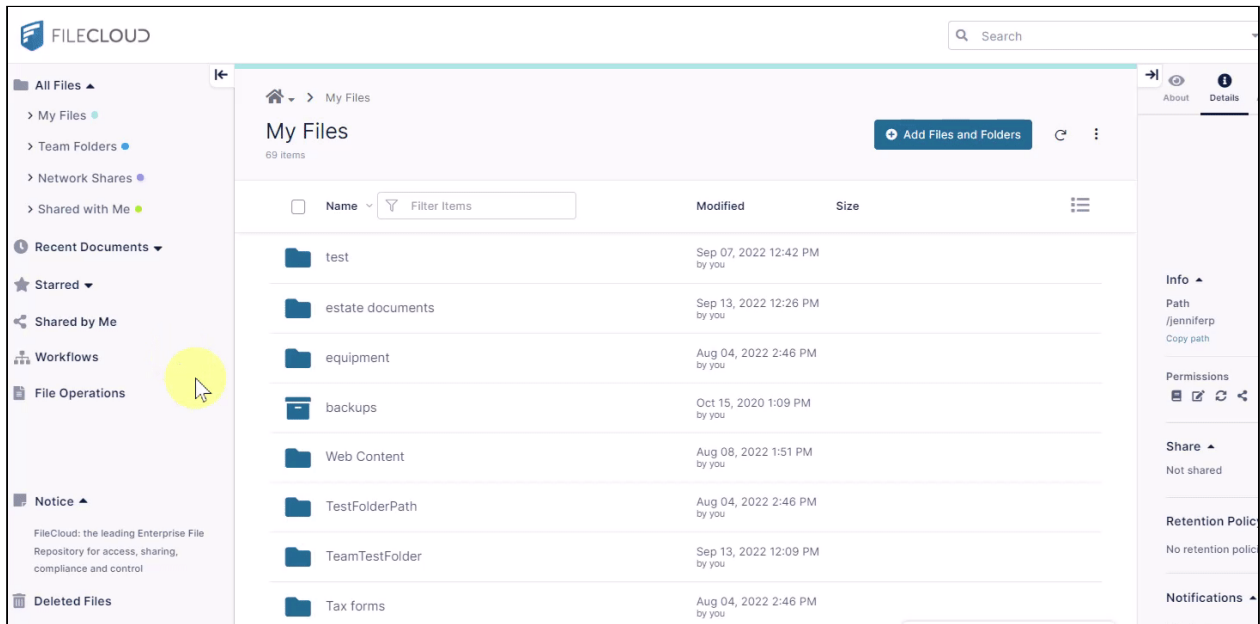 FILECLOUD
Search
All Files
My Files
Team Folders
Network Shares
Shared with Me
Recent Documents
Starred
Shared by Me
Workflows
File Operations
Notice
FileCloud: the leading Enterprise File
Repository for access, sharing,
compliance and control
Deleted Files
My Files
My Files
69 items
Add Files and Folders
Name Filter Items Modified Size
test Sep 07, 2022 12:42 PM
by you
estate documents Sep 13, 2022 12:26 PM
by you
equipment Aug 04, 2022 2:46 PM
by you
backups Oct 15, 2020 1:09 PM
by you
Web Content Aug 08, 2022 1:51 PM
by you
TestFolderPath Aug 04, 2022 2:46 PM
by you
TeamTestFolder Sep 13, 2022 12:09 PM
by you
Tax forms Aug 04, 2022 2:46 PM
by you
About Details
Info
Path
/jenniferp
Copy path
Permissions
Share
Not shared
Retention Polic
No retention polici
Notifications